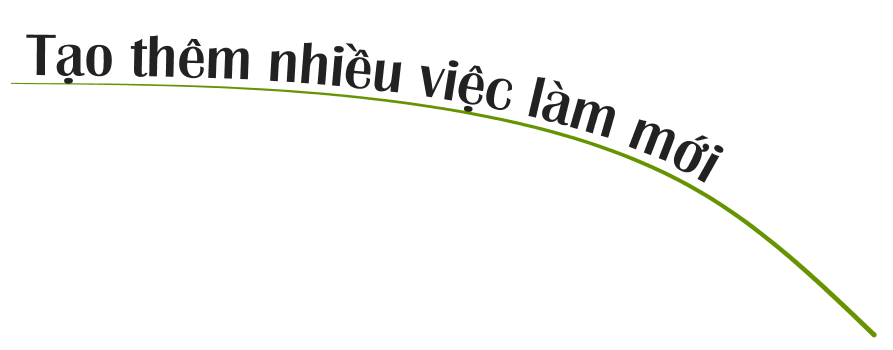 Tạo thêm nhiều việc làm mới